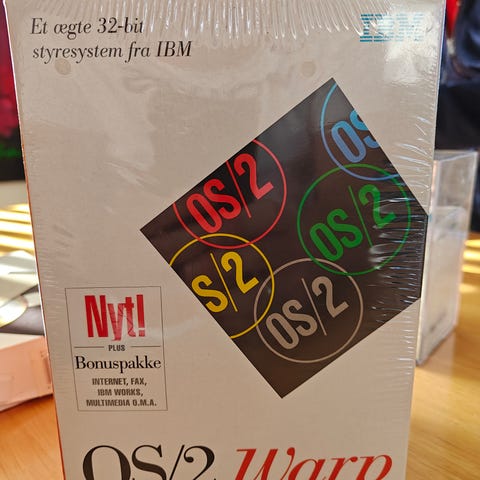 Et ægte 32-bit
styresystem fra IBM
IBM
OS/2
OS
OS/2
S/2
OS/2
Nyt!
PLUS
Bonuspakke
INTERNET, FAX,
IBM WORKS,
MULTIMEDIA O.M.A.
OS/2 Warp